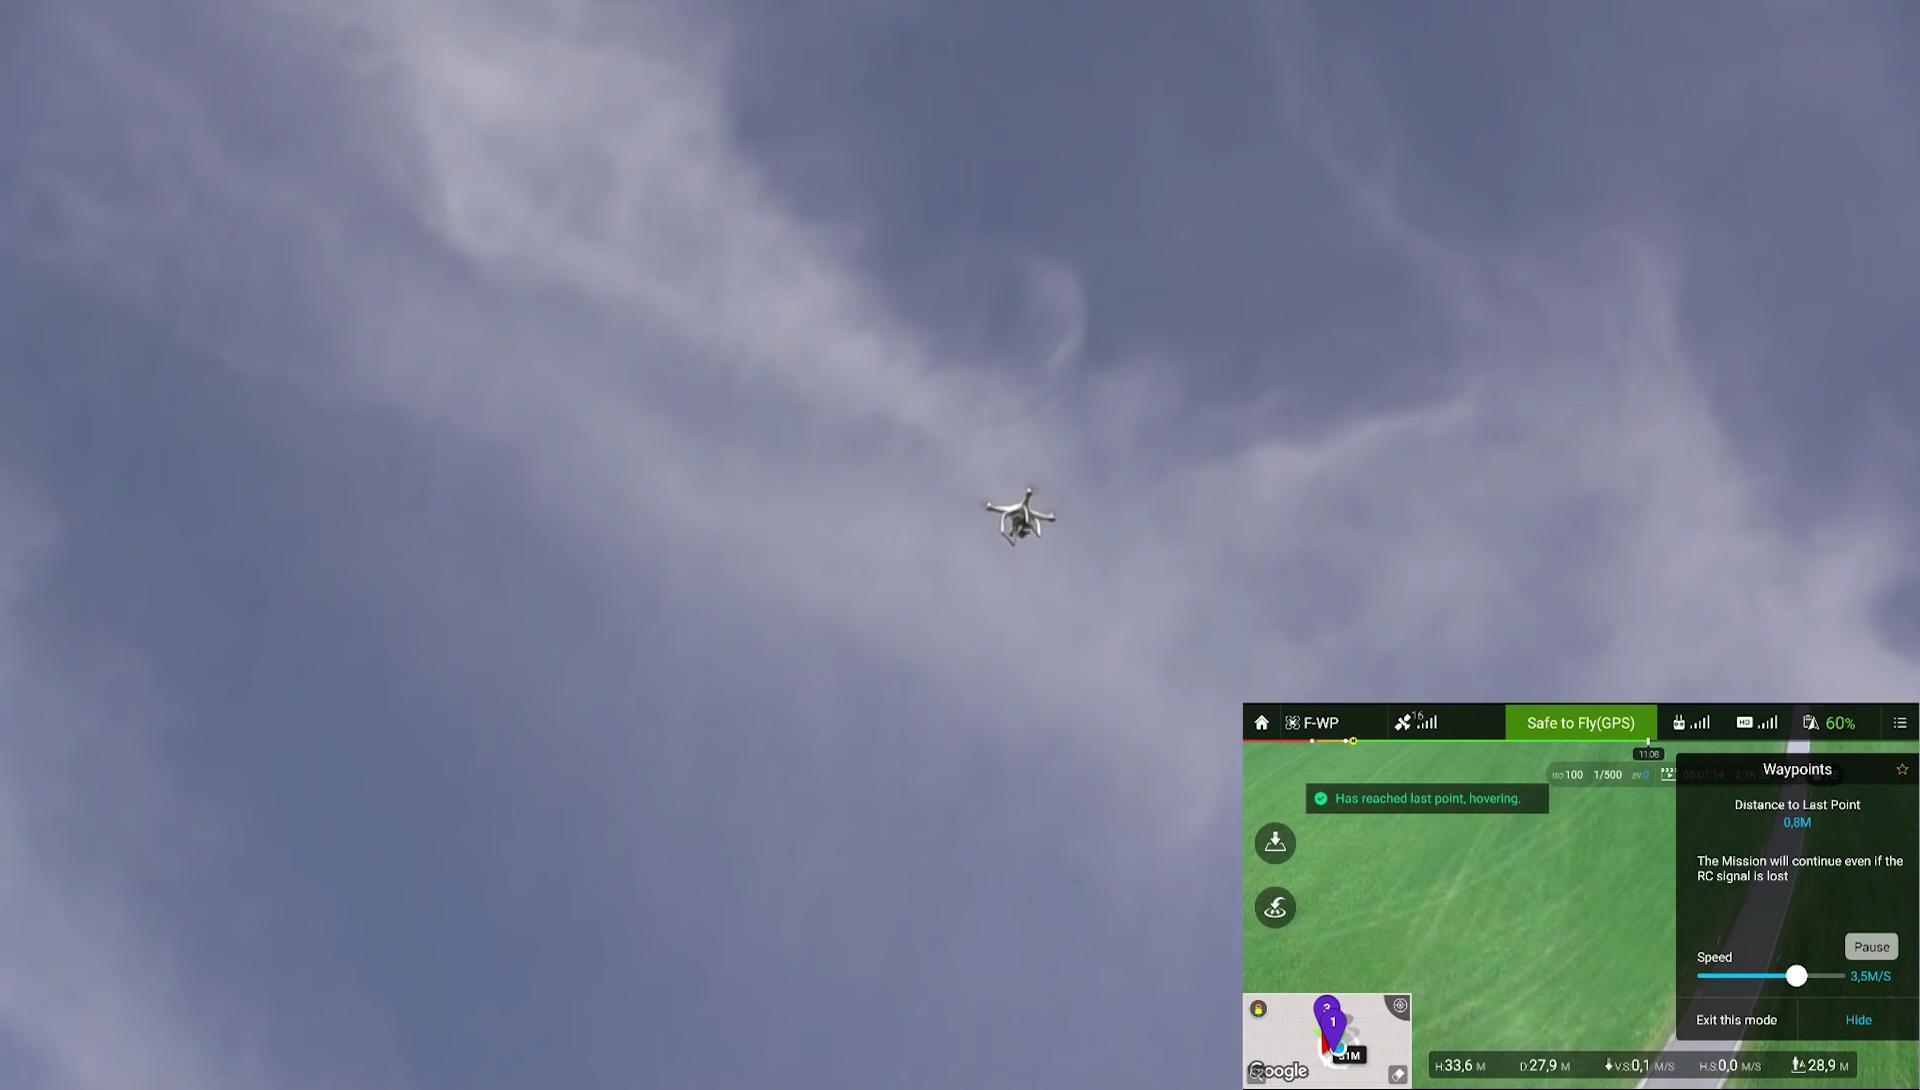 F-WP
16
Safe to Fly(GPS)
HD
60%
11:08
ISO 100 1/500 EV 0
Waypoints
Has reached last point, hovering.
Distance to Last Point
0,8M
The Mission will continue even if the
RC signal is lost
Pause
Speed
3,5M/S
Exit this mode
Hide
1
Google
H:33,6 M D:27,9 M V.S:0,1 M/S H.S:0,0 M/S 28,9 M